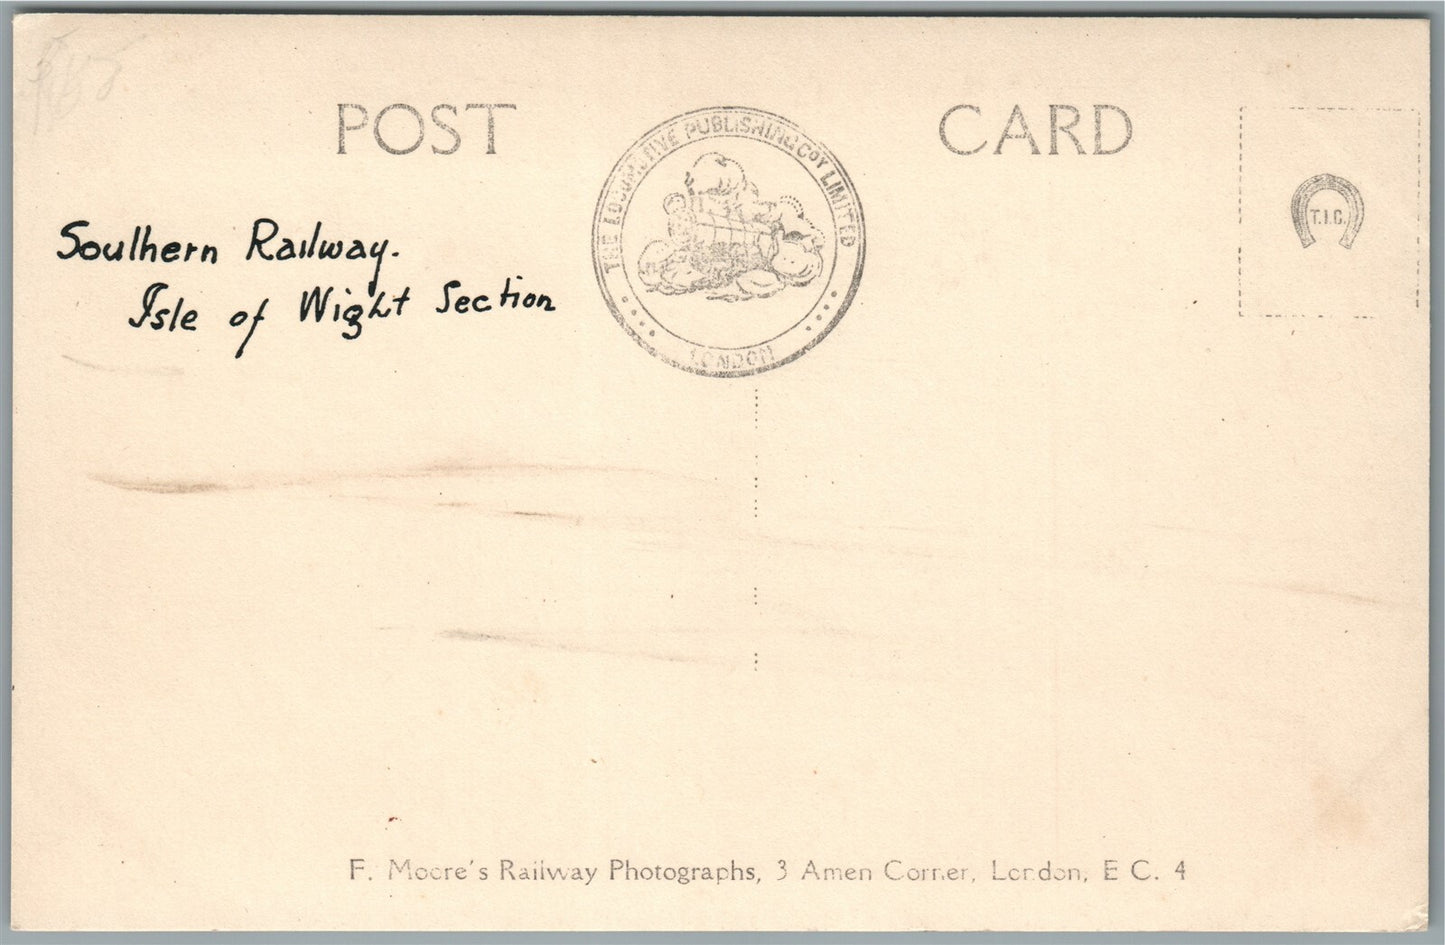 POST CARD
THE LOCOMOTIVE PUBLISHING COY LIMITED
LONDON
T.I.C.
Southern Railway.
Isle of Wight Section
F. Moore's Railway Photographs, 3 Amen Corner, London, E C. 4